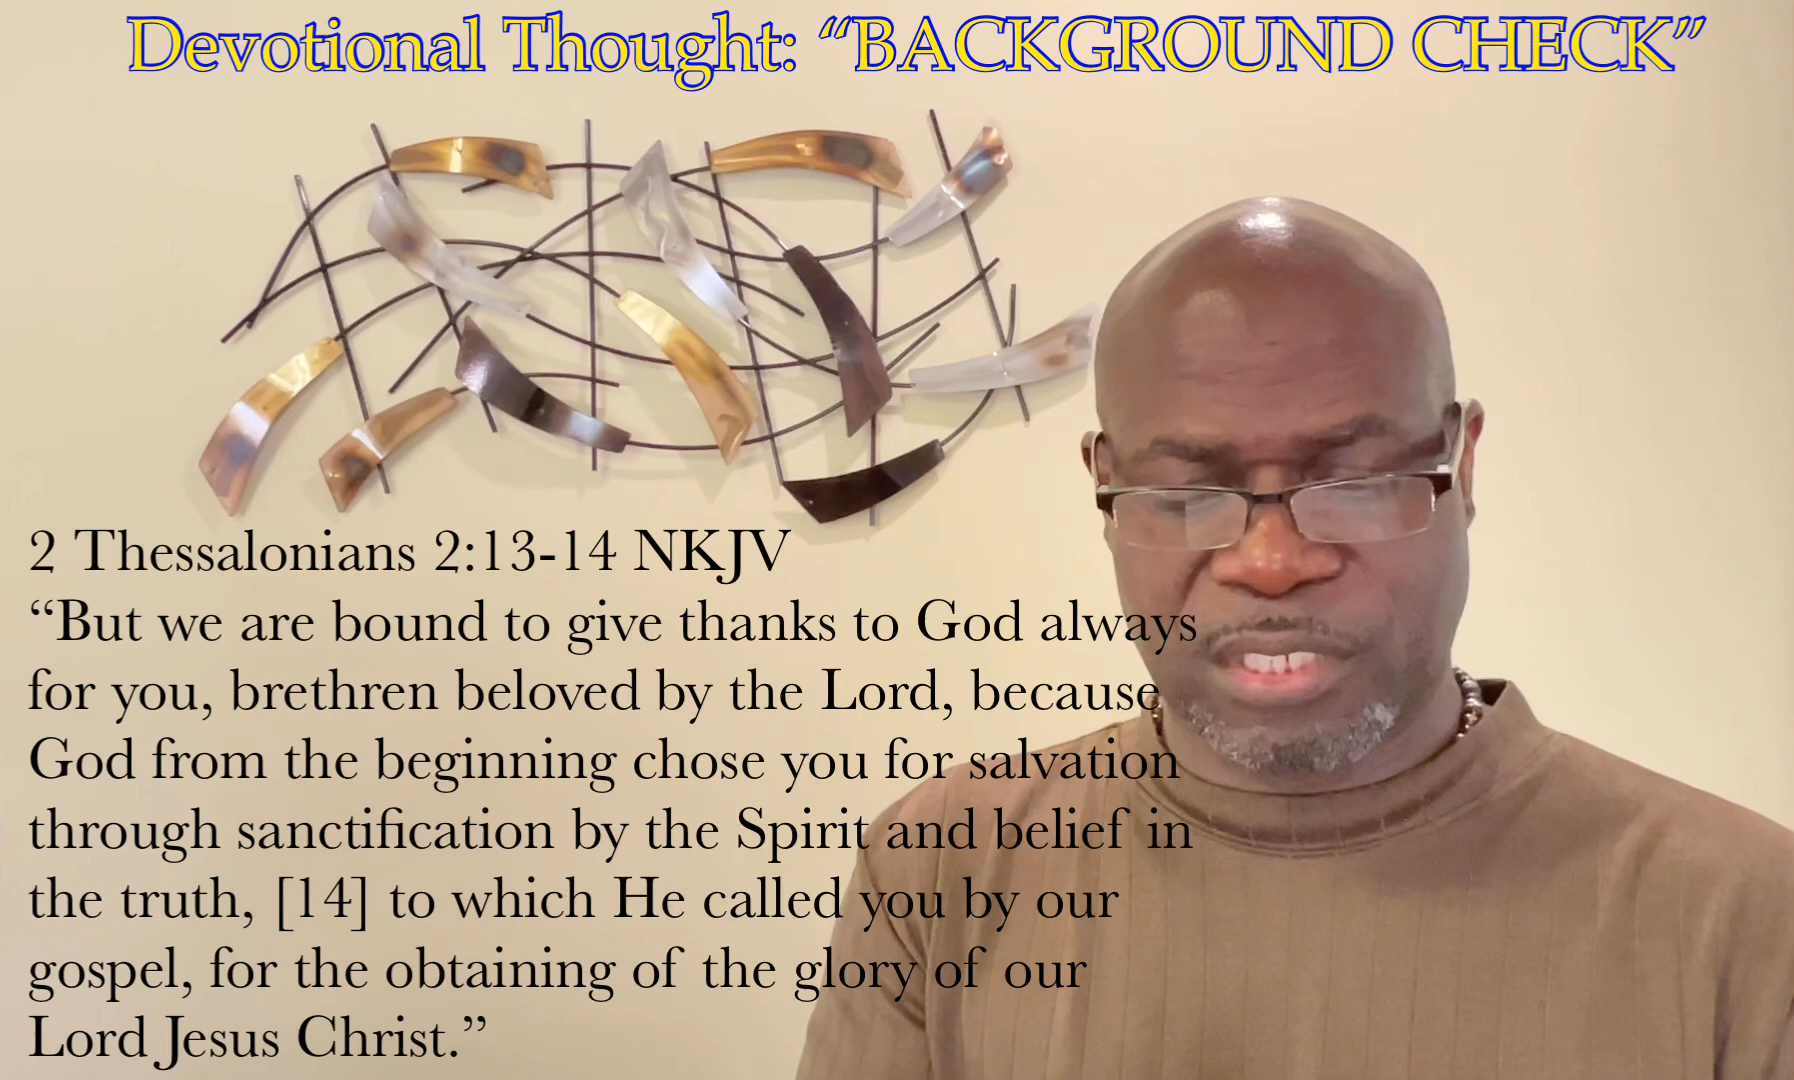 Devotional Thought: “BACKGROUND CHECK”
2 Thessalonians 2:13-14 NKJV
“But we are bound to give thanks to God always
for you, brethren beloved by the Lord, because
God from the beginning chose you for salvation
through sanctification by the Spirit and belief in
the truth, [14] to which He called you by our
gospel, for the obtaining of the glory of our
Lord Jesus Christ.”